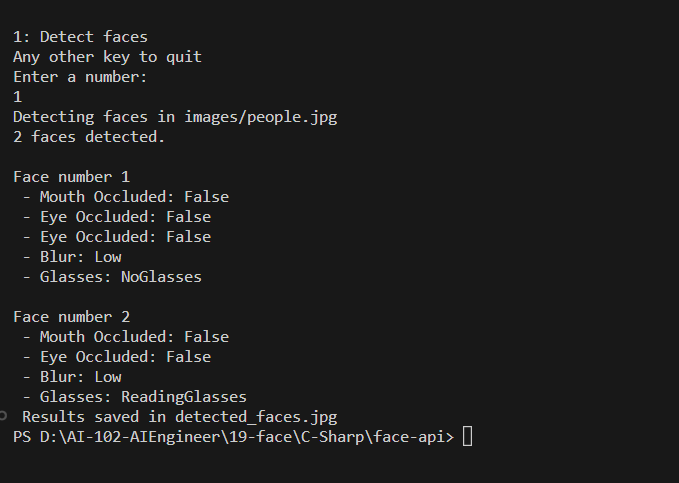 1: Detect faces
Any other key to quit
Enter a number:
1
Detecting faces in images/people.jpg
2 faces detected.
Face number 1
- Mouth Occluded: False
- Eye Occluded: False
- Eye Occluded: False
- Blur: Low
- Glasses: NoGlasses
Face number 2
- Mouth Occluded: False
- Eye Occluded: False
- Blur: Low
- Glasses: ReadingGlasses
Results saved in detected_faces.jpg
PS D:\AI-102-AIEngineer\19-face\C-Sharp\face-api>